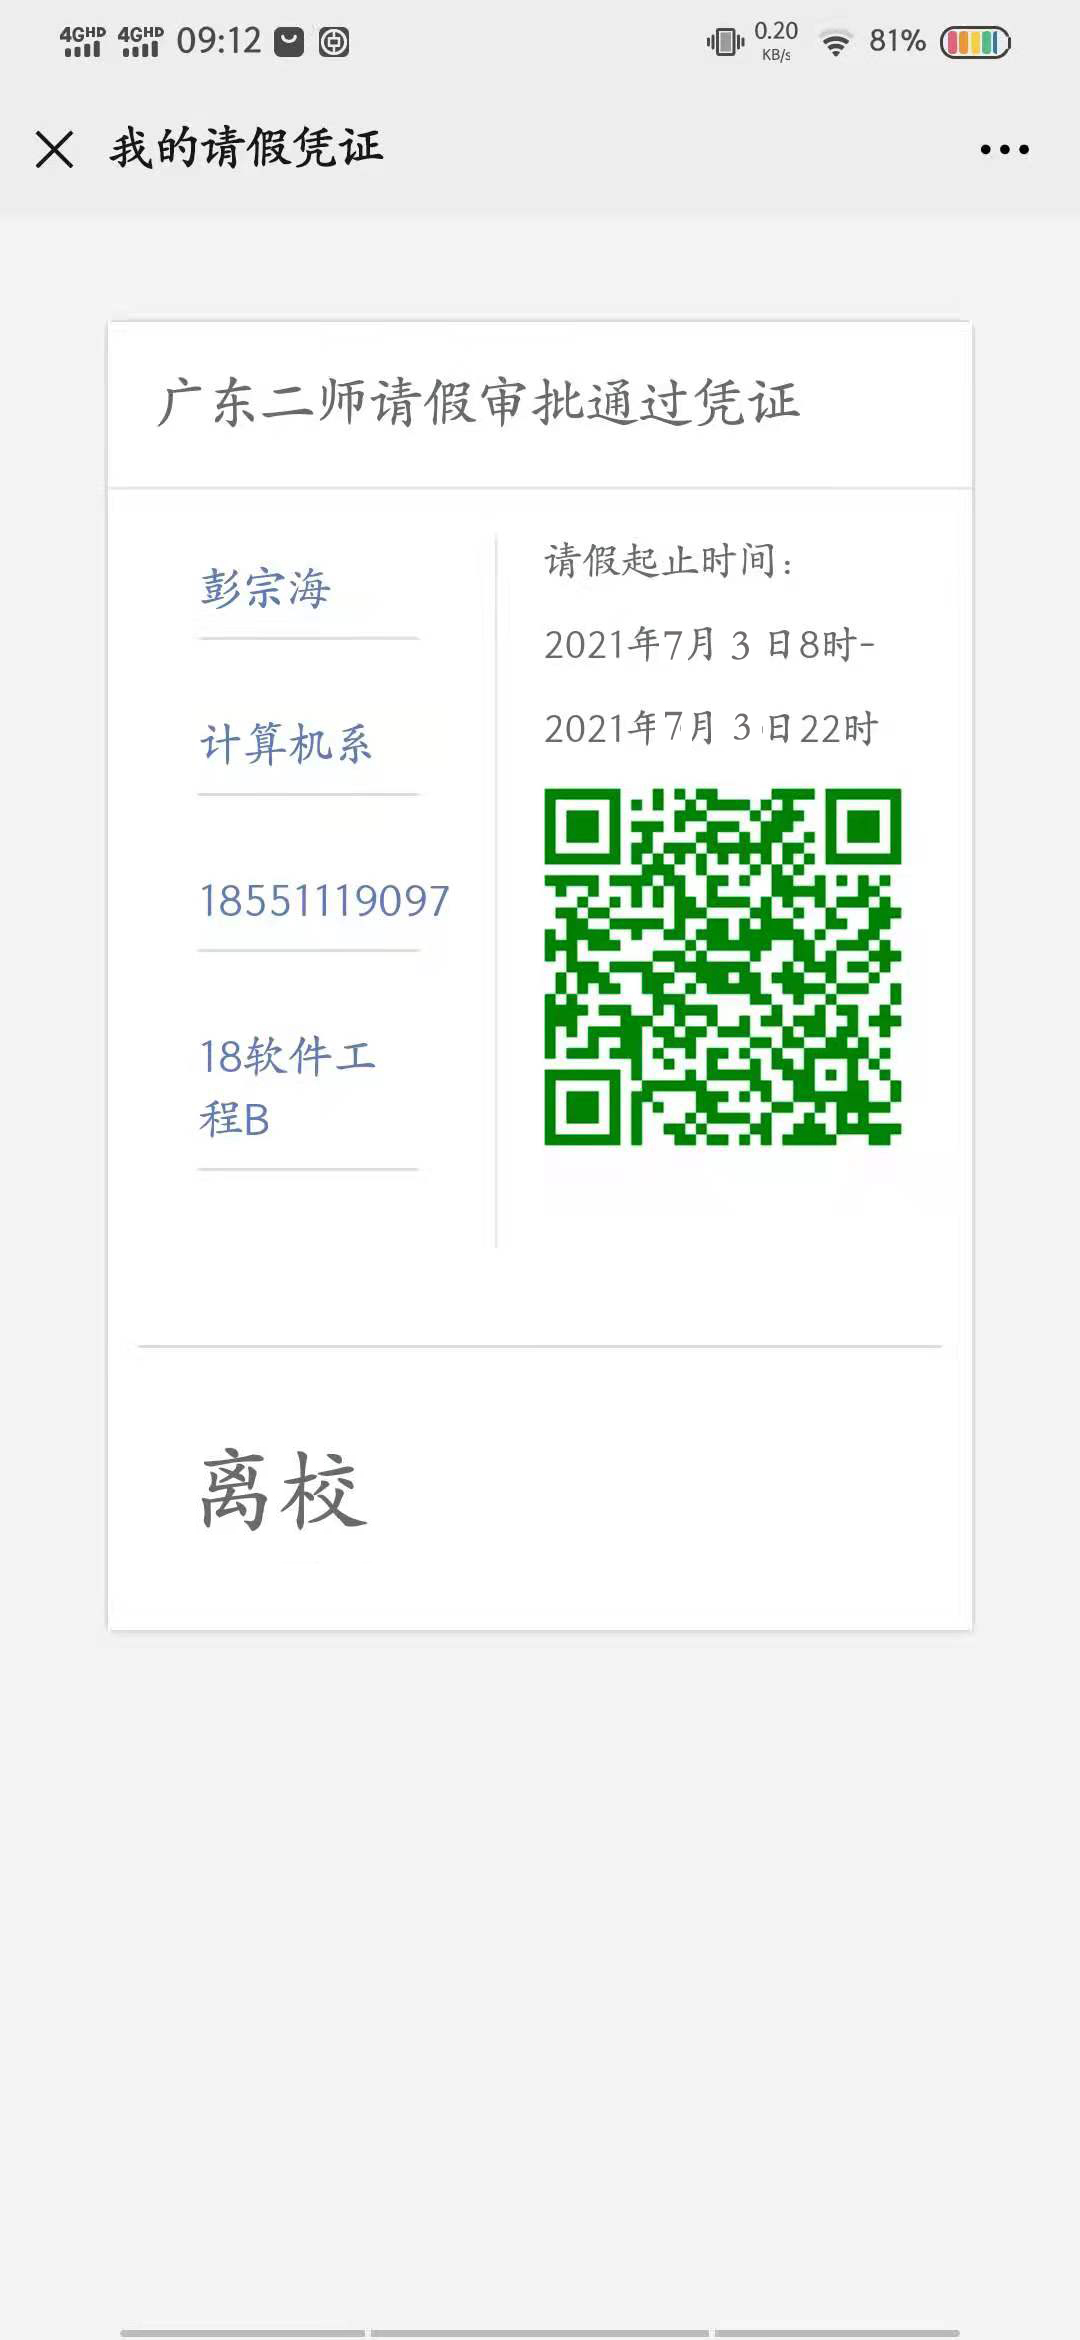 4GHD 4GHD 09:12 0.20 KB/s 81%
我的请假凭证
广东二师请假审批通过凭证
彭宗海
计算机系
18551119097
18软件工
程B
请假起止时间：
2021年7月 3 日8时-
2021年7月 3 日22时
离校